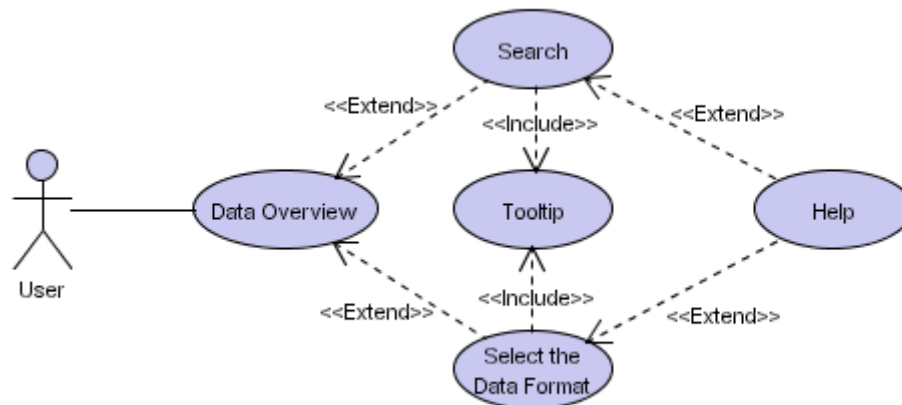 Search
<<Extend>>
<<Include>>
<<Extend>>
Data Overview
Tooltip
Help
User
<<Extend>>
<<Include>>
<<Extend>>
Select the
Data Format